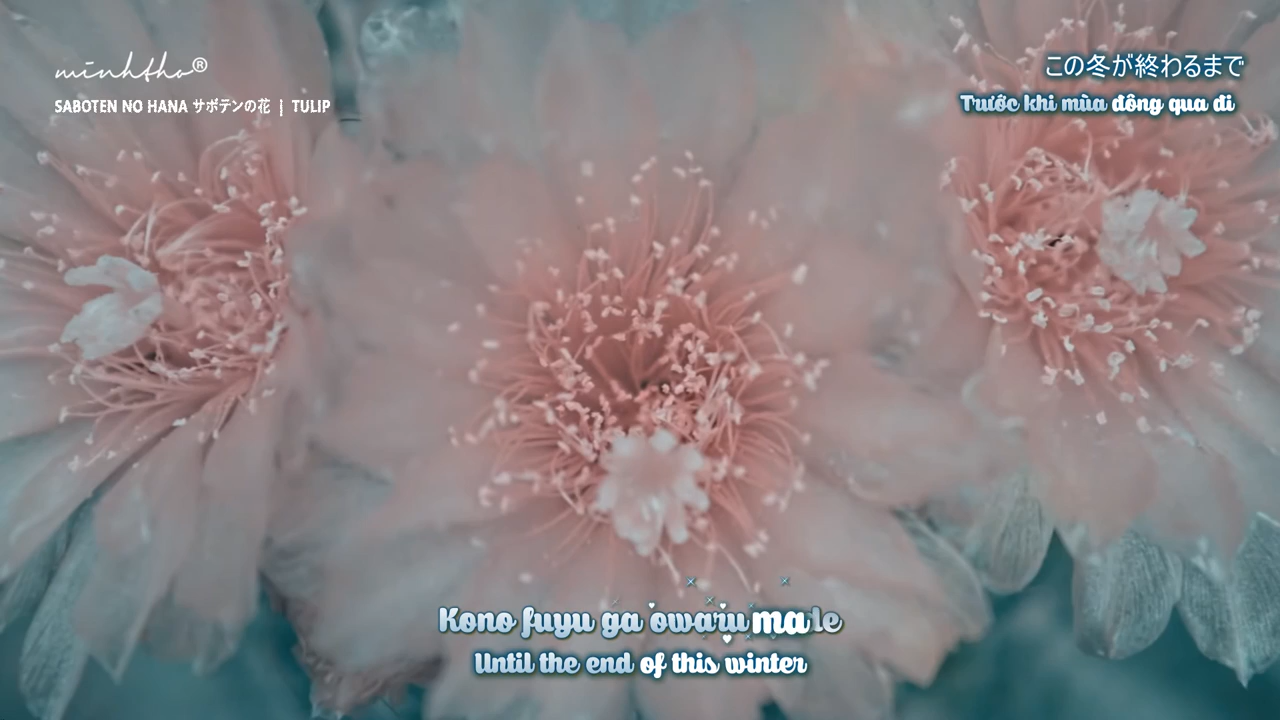 minhtho®
SABOTEN NO HANA サボテンの花 | TULIP
この冬が終わるまで
Trước khi mùa đông qua đi
Kono fuyu ga owaru made
Until the end of this winter